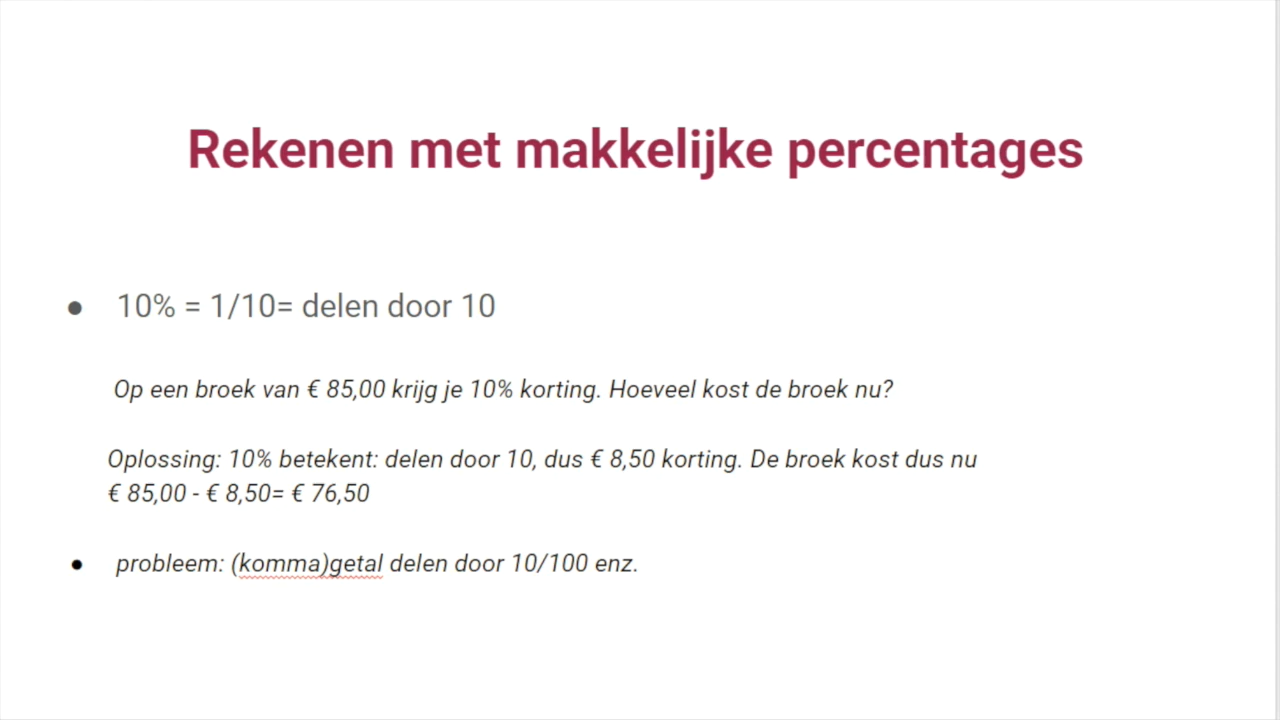 Rekenen met makkelijke percentages
● 10% = 1/10= delen door 10
Op een broek van € 85,00 krijg je 10% korting. Hoeveel kost de broek nu?
Oplossing: 10% betekent: delen door 10, dus € 8,50 korting. De broek kost dus nu
€ 85,00 - € 8,50= € 76,50
● probleem: (komma)getal delen door 10/100 enz.